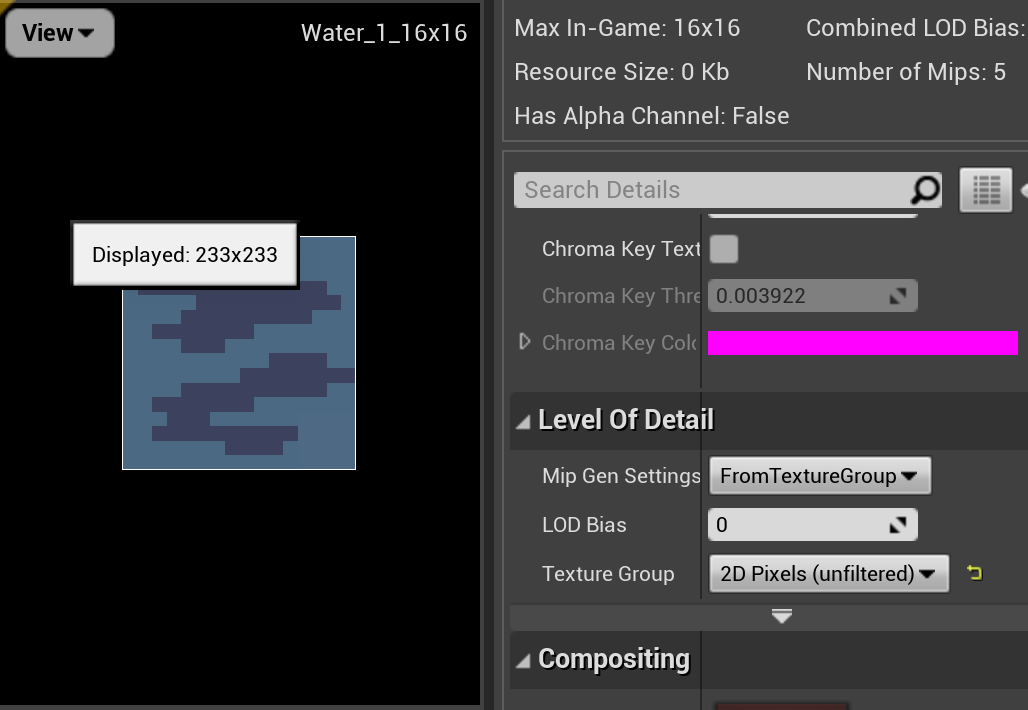 View
Water_1_16x16
Displayed: 233x233
Max In-Game: 16x16
Combined LOD Bias:
Resource Size: 0 Kb
Number of Mips: 5
Has Alpha Channel: False
Search Details
Chroma Key Text
Chroma Key Thre
0.003922
Chroma Key Colo
Level Of Detail
Mip Gen Settings
FromTextureGroup
LOD Bias
0
Texture Group
2D Pixels (unfiltered)
Compositing